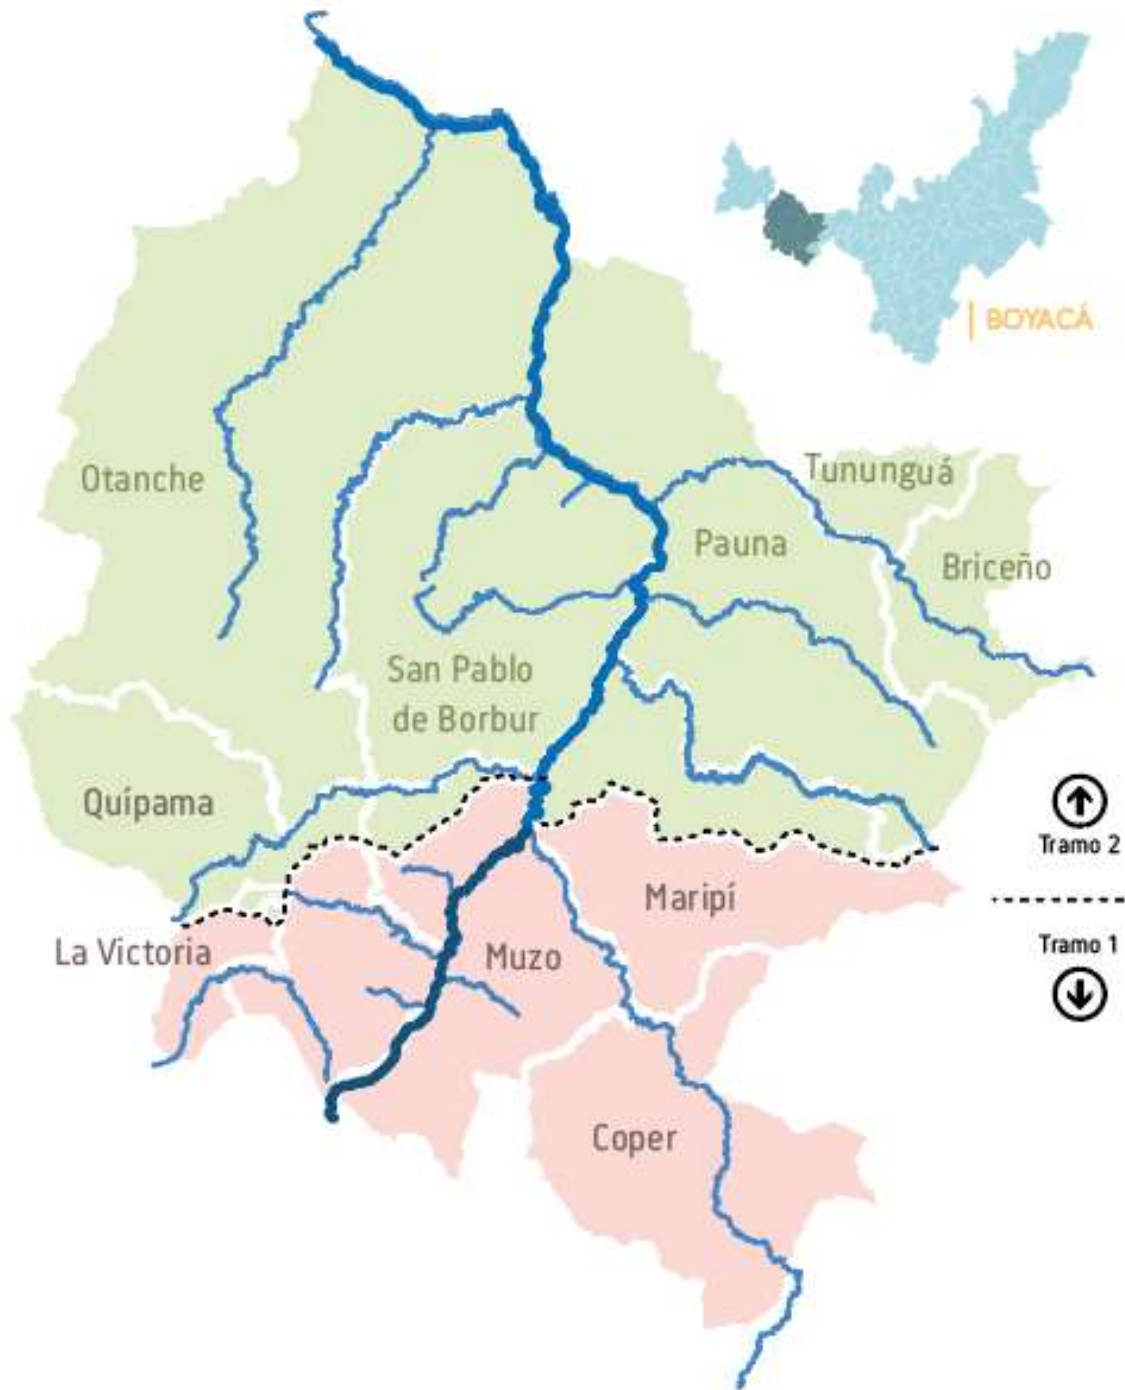 BOYACÁ
Otanche
Tununguá
Pauna
Briceño
San Pablo
de Borbur
Quípama
Tramo 2
Maripí
La Victoria
Muzo
Tramo 1
Coper